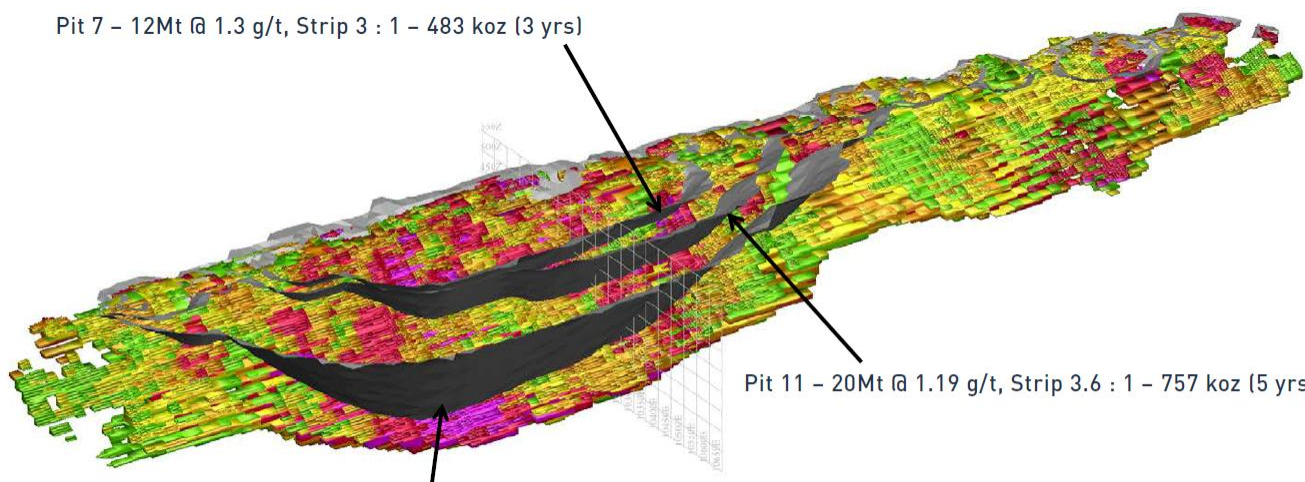 Pit 7 – 12Mt @ 1.3 g/t, Strip 3 : 1 – 483 koz (3 yrs)
Pit 11 – 20Mt @ 1.19 g/t, Strip 3.6 : 1 – 757 koz (5 yrs